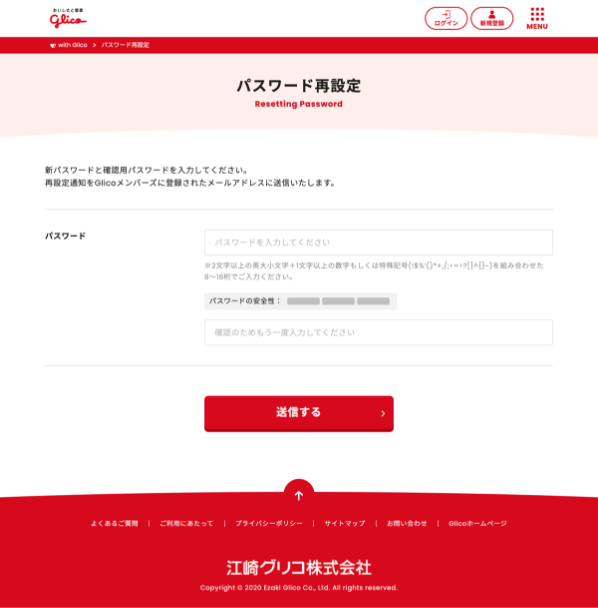 おいしさと健康
Glico
ログイン
新規登録
MENU
with Glico > パスワード再設定
パスワード再設定
Resetting Password
新パスワードと確認用パスワードを入力してください。
再設定通知をGlicoメンバーズに登録されたメールアドレスに送信いたします。
パスワード
パスワードを入力してください
※2文字以上の英大小文字+1文字以上の数字もしくは特殊記号(!$%'()*+,/;<=>?[]^{}~)を組み合わせた
8〜16桁でご入力ください。
パスワードの安全性：
確認のためもう一度入力してください
送信する
よくあるご質問 | ご利用にあたって | プライバシーポリシー | サイトマップ | お問い合わせ | Glicoホームページ
江崎グリコ株式会社
Copyright © 2020 Ezaki Glico Co., Ltd. All rights reserved.